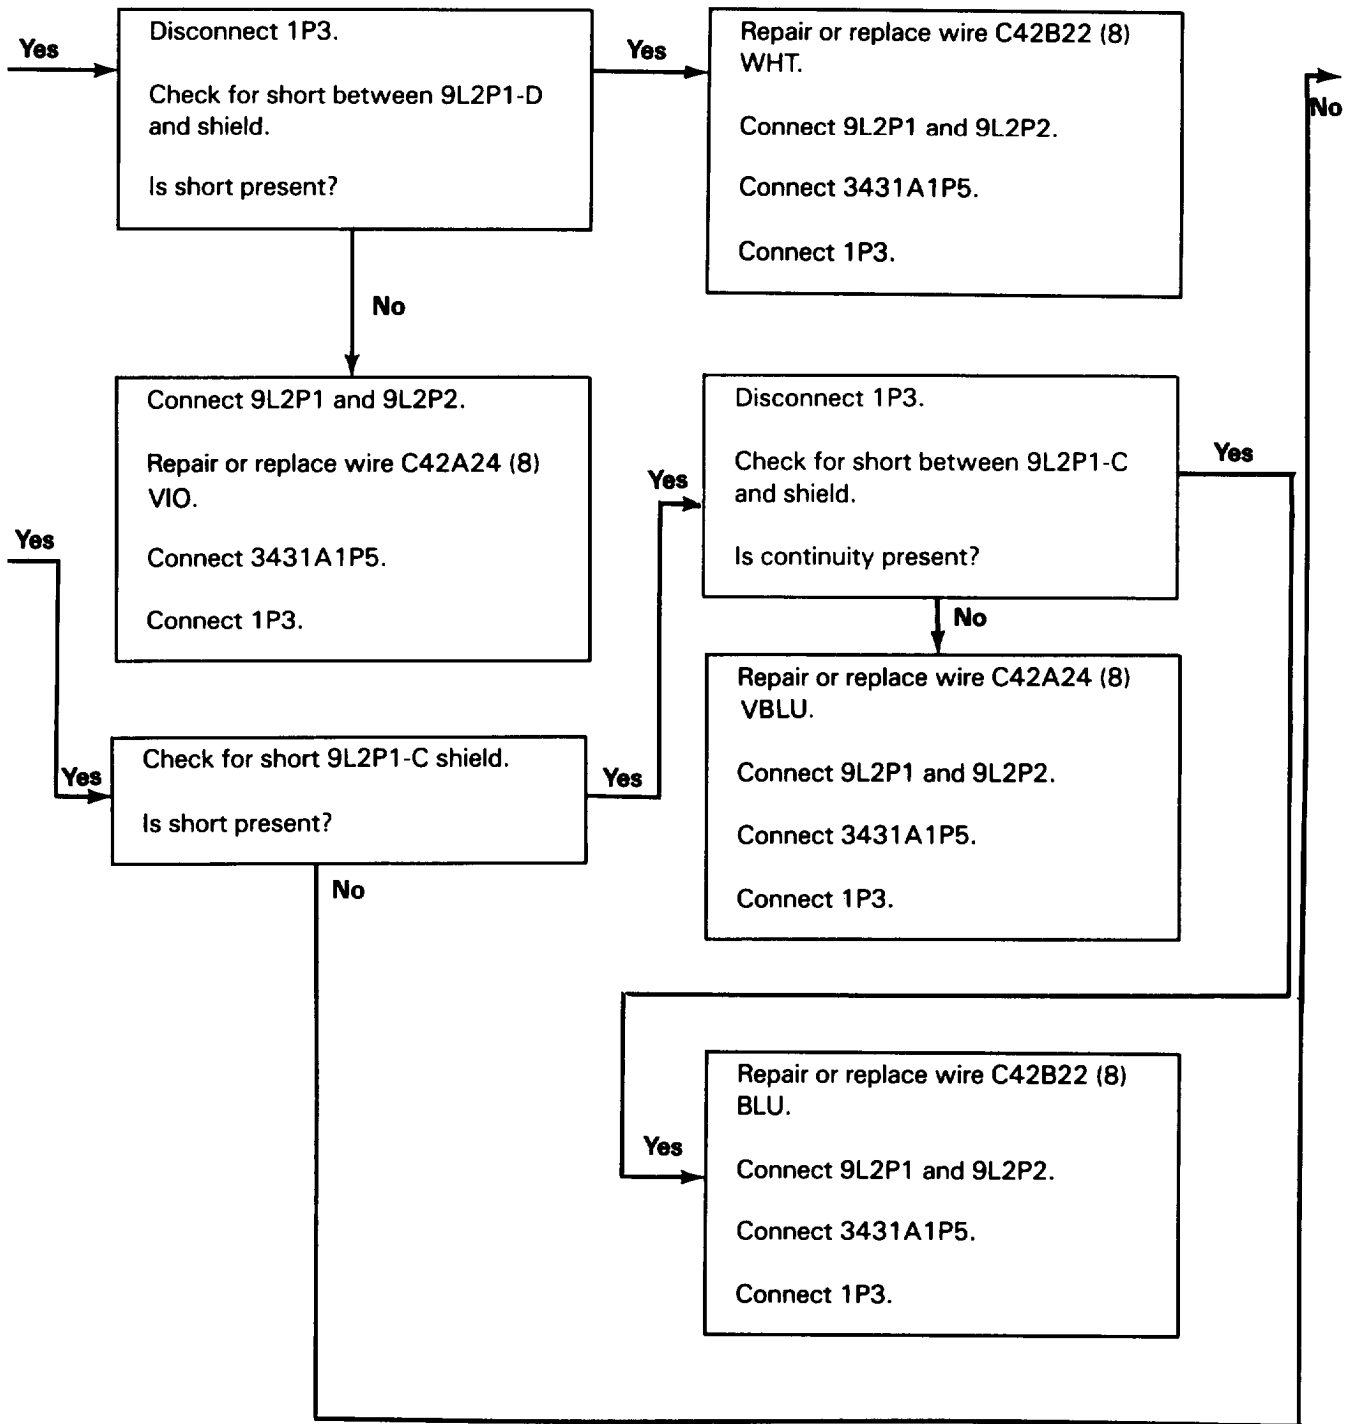 Yes
Disconnect 1P3.
Check for short between 9L2P1-D
and shield.
Is short present?
Yes
Repair or replace wire C42B22 (8)
WHT.
Connect 9L2P1 and 9L2P2.
Connect 3431A1P5.
Connect 1P3.
No
No
Connect 9L2P1 and 9L2P2.
Repair or replace wire C42A24 (8)
VIO.
Connect 3431A1P5.
Connect 1P3.
Yes
Disconnect 1P3.
Check for short between 9L2P1-C
and shield.
Is continuity present?
Yes
Yes
No
Repair or replace wire C42A24 (8)
VBLU.
Connect 9L2P1 and 9L2P2.
Connect 3431A1P5.
Connect 1P3.
Yes
Check for short 9L2P1-C shield.
Is short present?
Yes
No
Yes
Repair or replace wire C42B22 (8)
BLU.
Connect 9L2P1 and 9L2P2.
Connect 3431A1P5.
Connect 1P3.